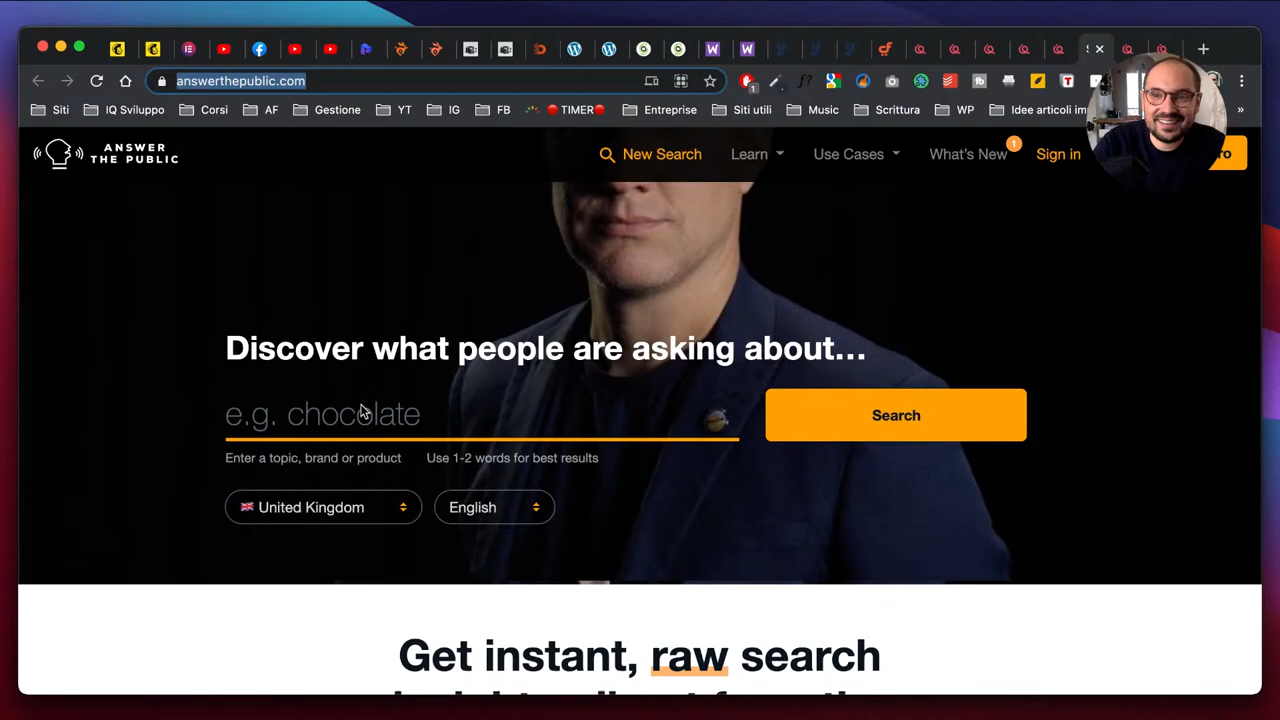 answerthepublic.com
Siti IQ Sviluppo Corsi AF Gestione YT IG FB 🔴TIMER🔴 Entreprise Siti utili Music Scrittura WP Idee articoli im »
ANSWER
THE PUBLIC
New Search Learn Use Cases What's New 1 Sign in
Discover what people are asking about...
e.g. chocolate
Search
Enter a topic, brand or product Use 1-2 words for best results
United Kingdom English
Get instant, raw search